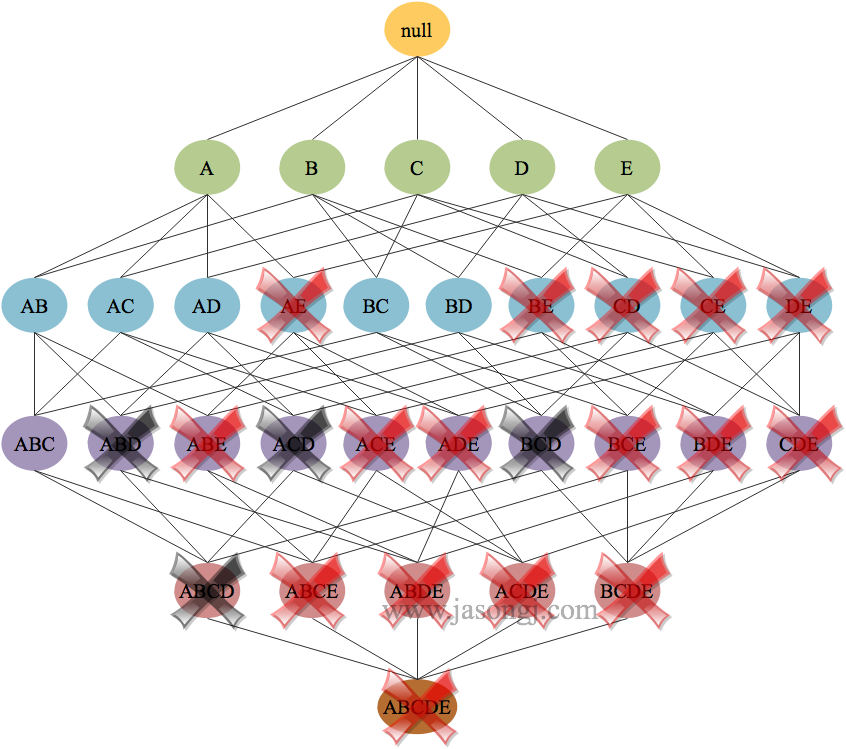 null
A B C D E
AB AC AD AE BC BD BE CD CE DE
ABC ABD ABE ACD ACE ADE BCD BCE BDE CDE
ABCD ABCE ABDE ACDE BCDE
www.jasongj.com
ABCDE